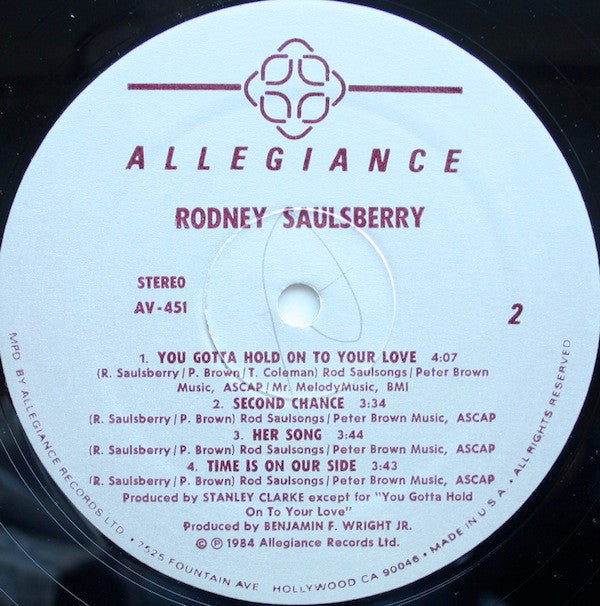 ALLEGIANCE
RODNEY SAULSBERRY
STEREO
AV-451
2
1. YOU GOTTA HOLD ON TO YOUR LOVE 4:07
(R. Saulsberry/P. Brown/T. Coleman) Rod Saulsongs/Peter Brown
Music, ASCAP/Mr. MelodyMusic, BMI
2. SECOND CHANCE 3:34
(R. Saulsberry/P. Brown) Rod Saulsongs/Peter Brown Music, ASCAP
3. HER SONG 3:44
(R. Saulsberry/P. Brown) Rod Saulsongs/Peter Brown Music, ASCAP
4. TIME IS ON OUR SIDE 3:43
(R. Saulsberry/P. Brown) Rod Saulsongs/Peter Brown Music, ASCAP
Produced by STANLEY CLARKE except for "You Gotta Hold
On To Your Love"
Produced by BENJAMIN F. WRIGHT JR.
© ℗ 1984 Allegiance Records Ltd.
MFD. BY ALLEGIANCE RECORDS LTD. • 7525 FOUNTAIN AVE HOLLYWOOD CA 90046 • MADE IN U.S.A. • ALL RIGHTS RESERVED